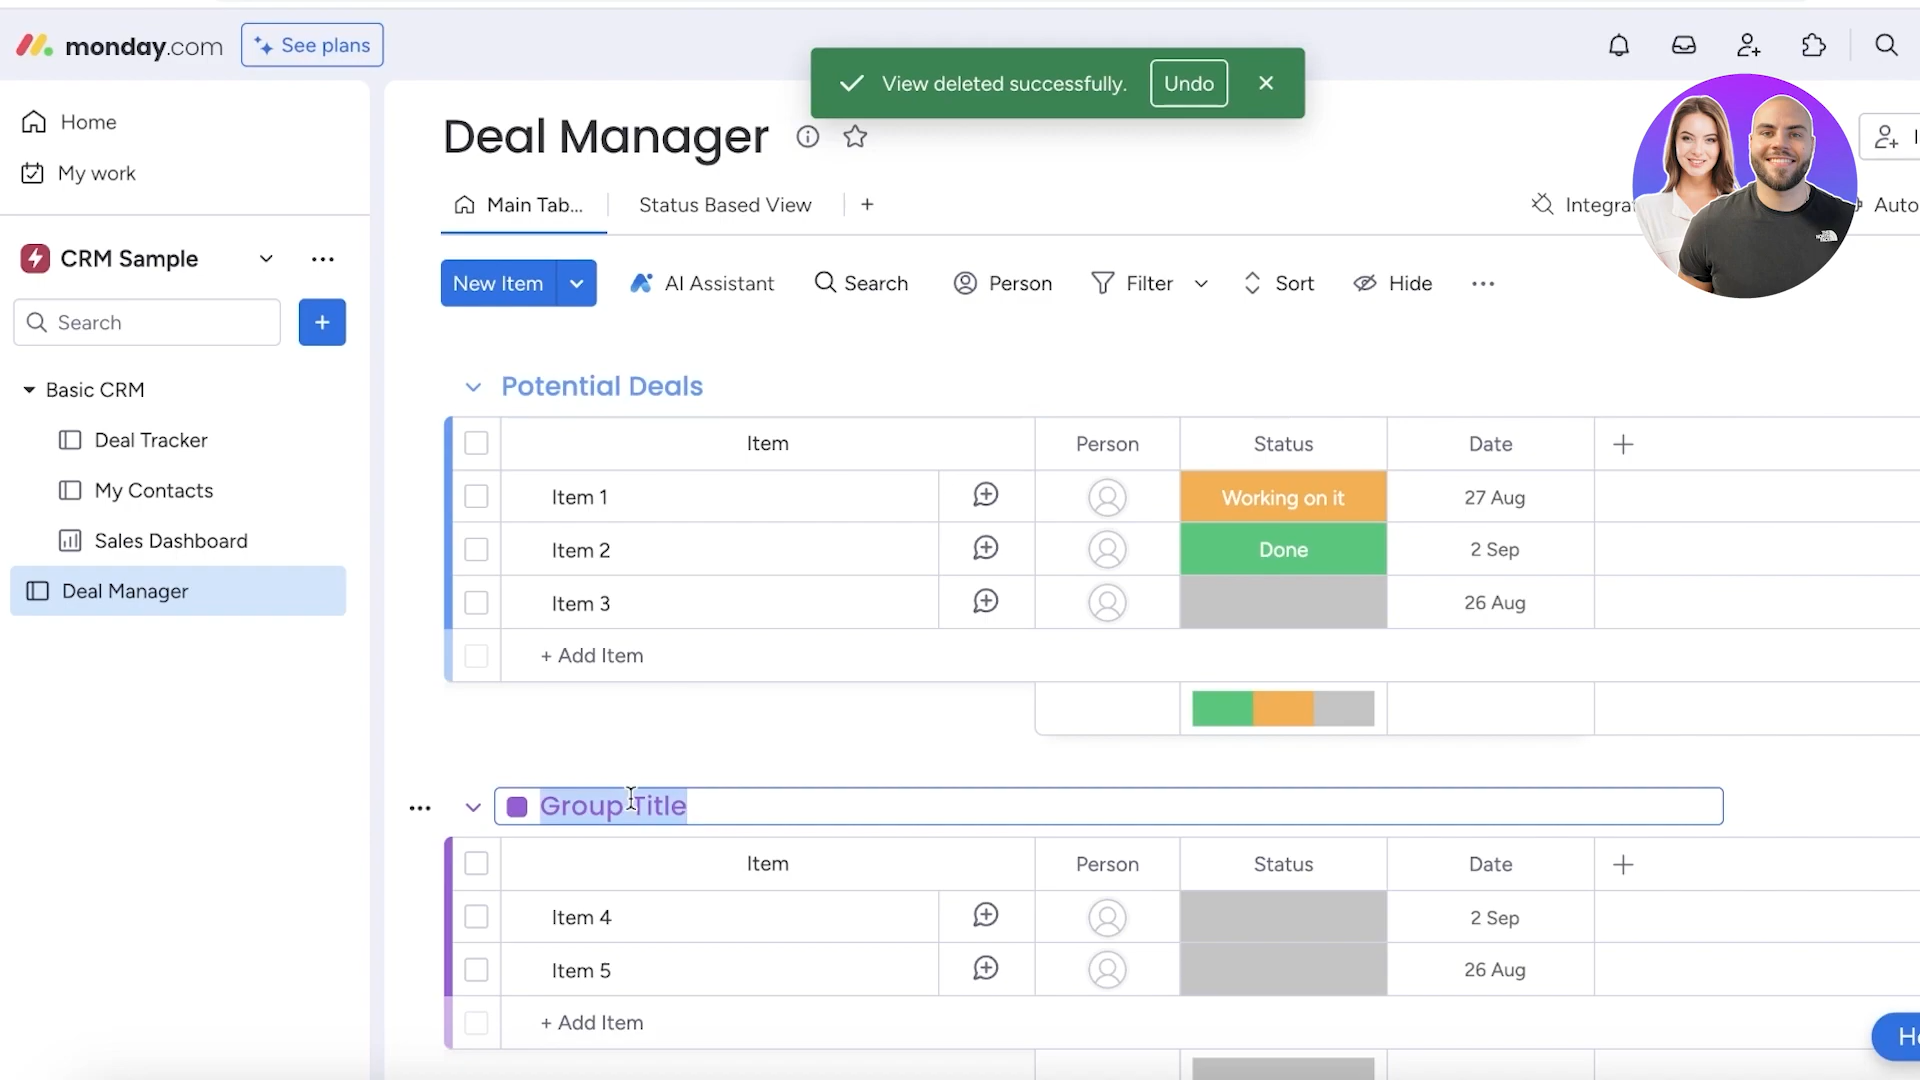 monday.com
See plans
View deleted successfully.
Undo
Home
My work
CRM Sample
Search
Basic CRM
Deal Tracker
My Contacts
Sales Dashboard
Deal Manager
Deal Manager
Main Tab...
Status Based View
+
Integra
Auto
New Item
AI Assistant
Search
Person
Filter
Sort
Hide
Potential Deals
Item Person Status Date
Item 1 Working on it 27 Aug
Item 2 Done 2 Sep
Item 3 26 Aug
+ Add Item
Group Title
Item Person Status Date
Item 4 2 Sep
Item 5 26 Aug
+ Add Item